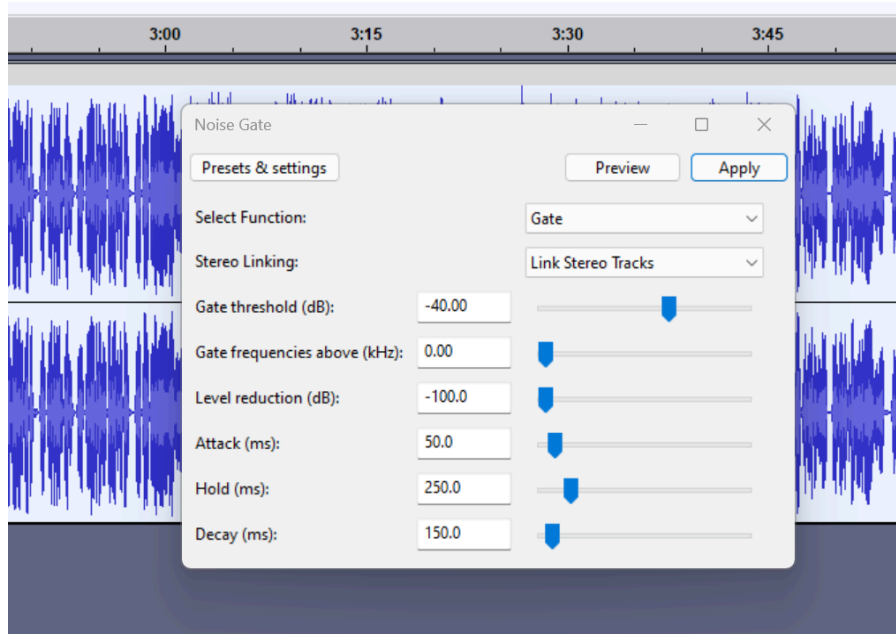 3:00 3:15 3:30 3:45
Noise Gate
Presets & settings Preview Apply
Select Function: Gate
Stereo Linking: Link Stereo Tracks
Gate threshold (dB): -40.00
Gate frequencies above (kHz): 0.00
Level reduction (dB): -100.0
Attack (ms): 50.0
Hold (ms): 250.0
Decay (ms): 150.0